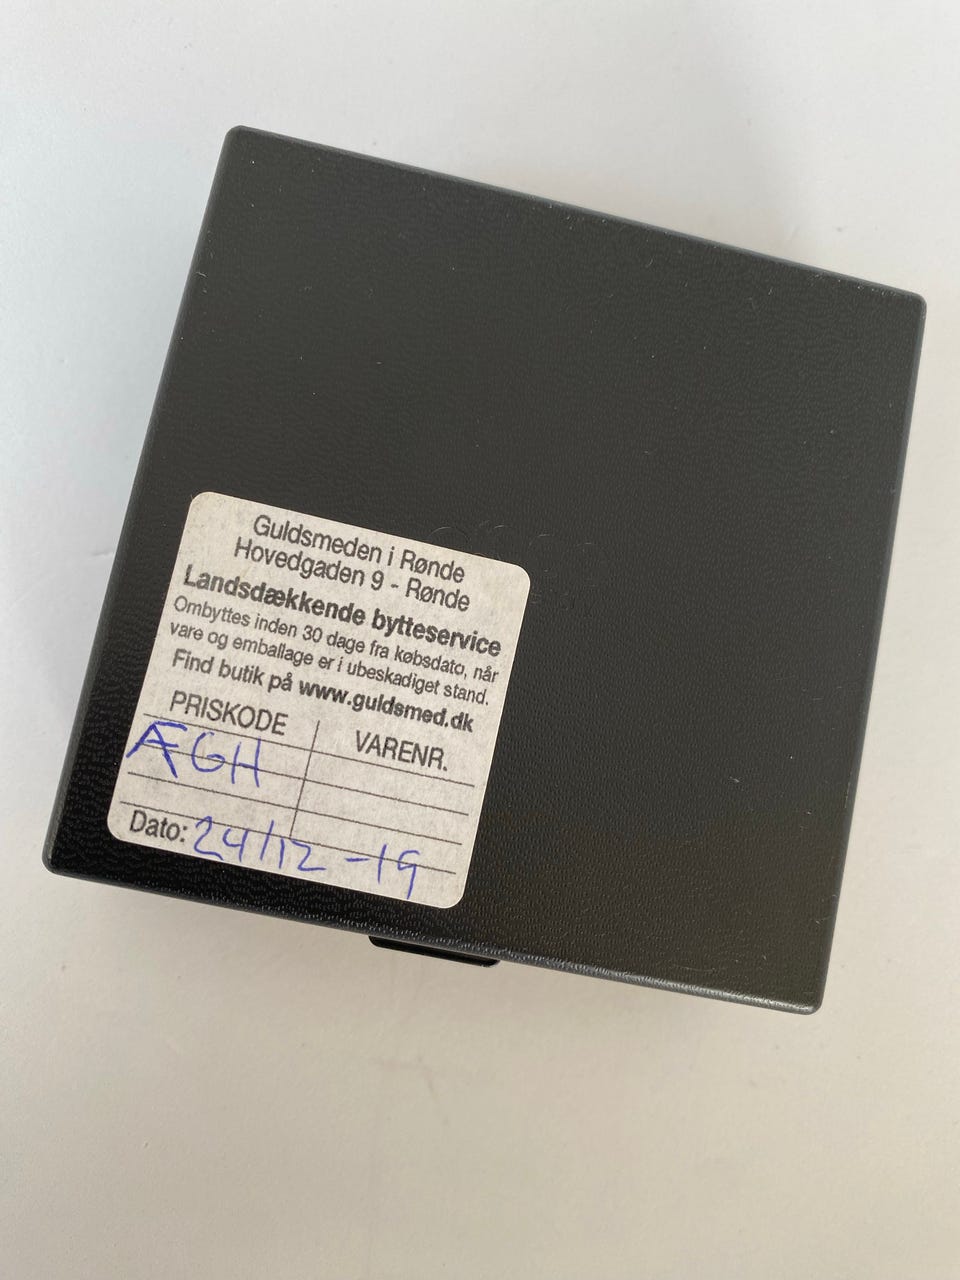 Guldsmeden i Rønde
Hovedgaden 9 - Rønde
Landsdækkende bytteservice
Ombyttes inden 30 dage fra købsdato, når
vare og emballage er i ubeskadiget stand.
Find butik på www.guldsmed.dk
PRISKODE VARENR.
ÆGH
Dato: 24/12 -19